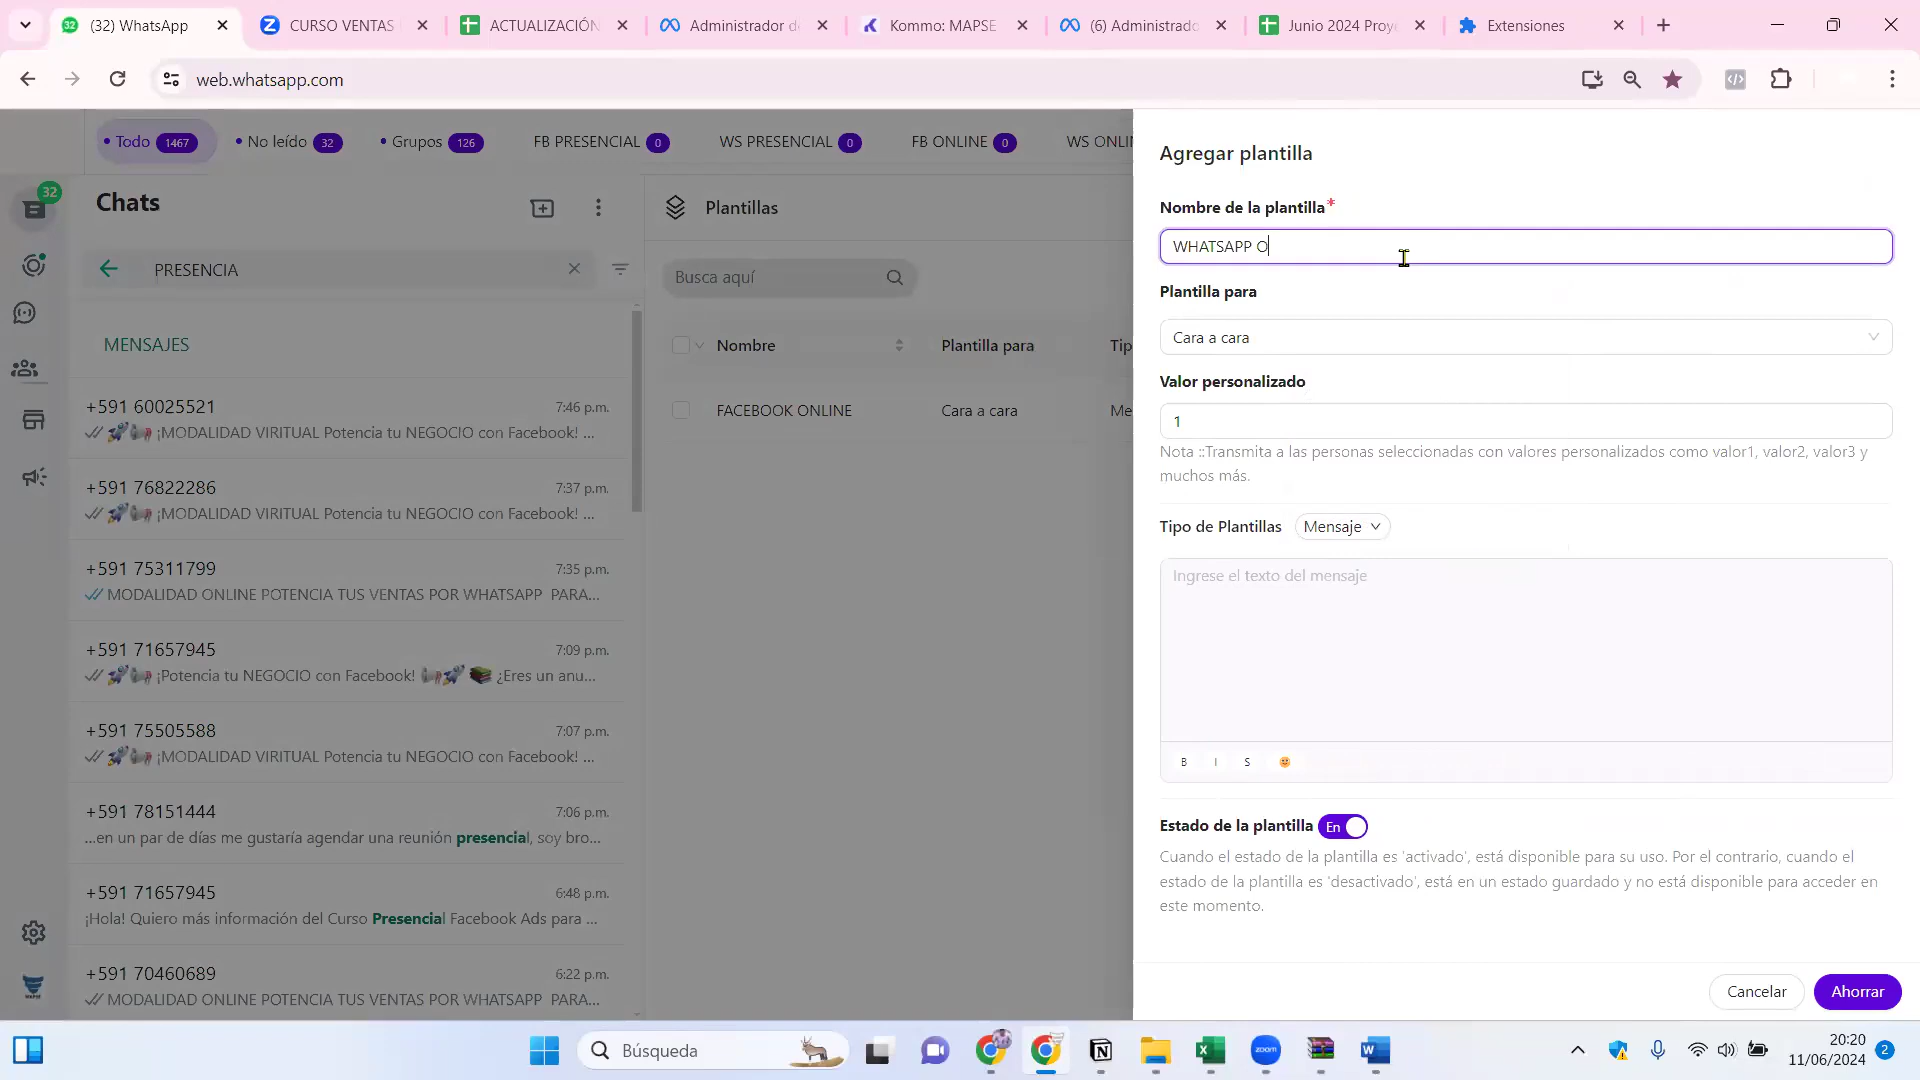 (32) WhatsApp
CURSO VENTAS
ACTUALIZACIÓN
Administrador d
Kommo: MAPSE
(6) Administrado
Junio 2024 Proye
Extensiones
web.whatsapp.com
Todo 1467
No leído 32
Grupos 126
FB PRESENCIAL 0
WS PRESENCIAL 0
FB ONLINE 0
WS ONLIN
32
Chats
PRESENCIA
MENSAJES
+591 60025521
7:46 p.m.
¡MODALIDAD VIRITUAL Potencia tu NEGOCIO con Facebook! ...
+591 76822286
7:37 p.m.
¡MODALIDAD VIRITUAL Potencia tu NEGOCIO con Facebook! ...
+591 75311799
7:35 p.m.
MODALIDAD ONLINE POTENCIA TUS VENTAS POR WHATSAPP PARA...
+591 71657945
7:09 p.m.
¡Potencia tu NEGOCIO con Facebook! ¿Eres un anu...
+591 75505588
7:07 p.m.
¡MODALIDAD VIRITUAL Potencia tu NEGOCIO con Facebook! ...
+591 78151444
7:06 p.m.
...en un par de días me gustaría agendar una reunión presencial, soy bro...
+591 71657945
6:48 p.m.
¡Hola! Quiero más información del Curso Presencial Facebook Ads para ...
+591 70460689
6:22 p.m.
MODALIDAD ONLINE POTENCIA TUS VENTAS POR WHATSAPP PARA...
Plantillas
Busca aquí
Nombre
Plantilla para
Tip
FACEBOOK ONLINE
Cara a cara
Me
Agregar plantilla
Nombre de la plantilla*
WHATSAPP O
Plantilla para
Cara a cara
Valor personalizado
1
Nota ::Transmita a las personas seleccionadas con valores personalizados como valor1, valor2, valor3 y
muchos más.
Tipo de Plantillas
Mensaje
Ingrese el texto del mensaje
B I S
Estado de la plantilla
En
Cuando el estado de la plantilla es 'activado', está disponible para su uso. Por el contrario, cuando el
estado de la plantilla es 'desactivado', está en un estado guardado y no está disponible para acceder en
este momento.
Cancelar
Ahorrar
Búsqueda
zoom
20:20
11/06/2024
2